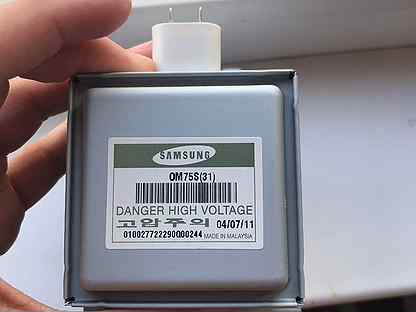 SAMSUNG
OM75S(31)
DANGER HIGH VOLTAGE
고압주의 04/07/11
010027722290000244 MADE IN MALAYSIA